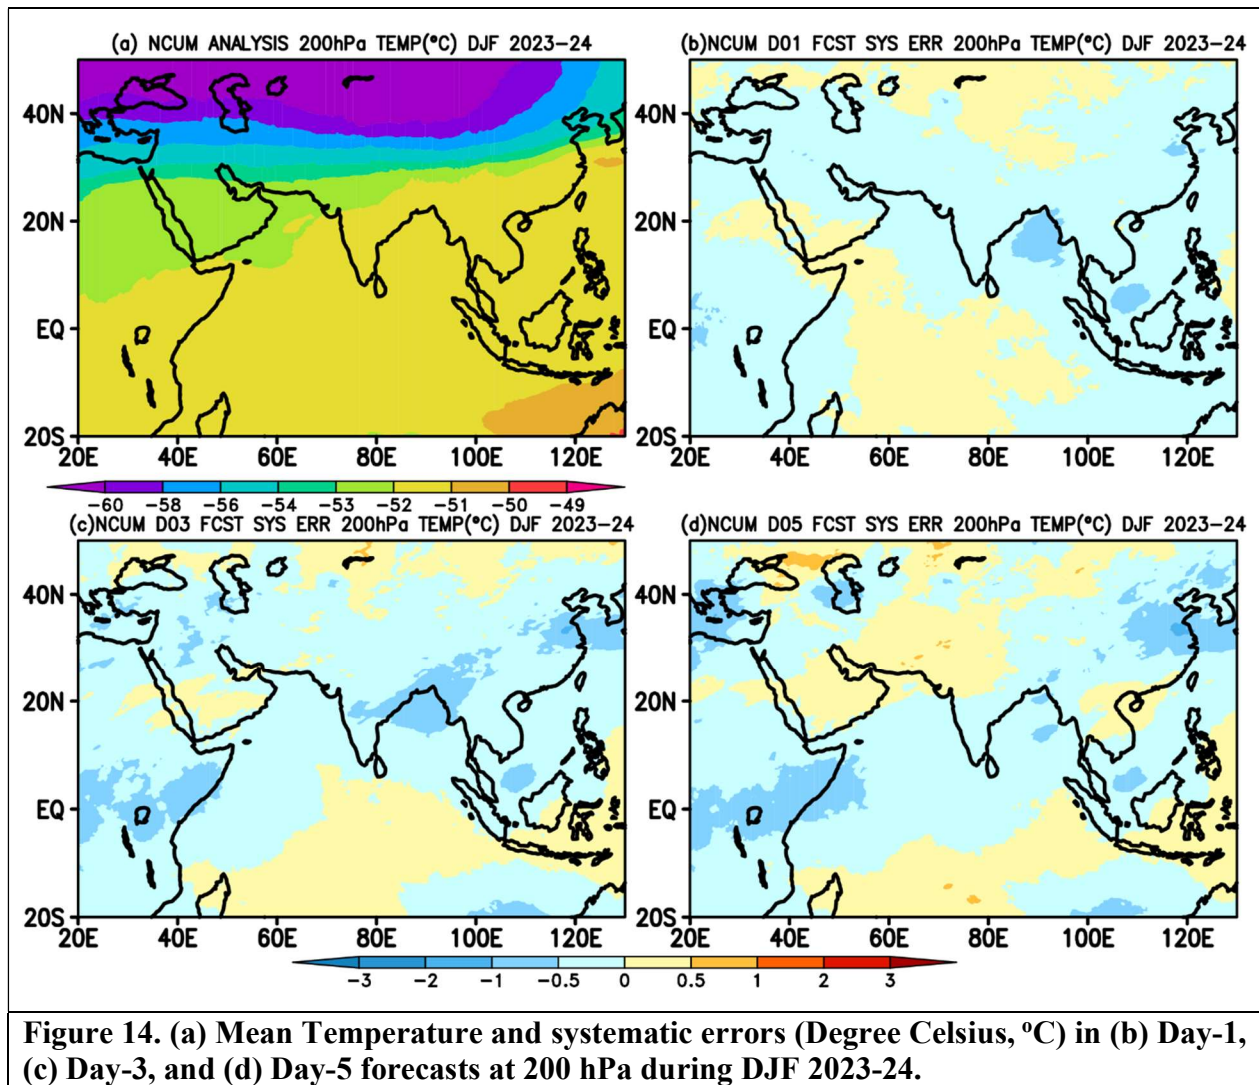 (a) NCUM ANALYSIS 200hPa TEMP(ºC) DJF 2023-24
(b)NCUM D01 FCST SYS ERR 200hPa TEMP(ºC) DJF 2023-24
40N
20N
EQ
20S
20E 40E 60E 80E 100E 120E
40N
20N
EQ
20S
20E 40E 60E 80E 100E 120E
−60 −58 −56 −54 −53 −52 −51 −50 −49
(c)NCUM D03 FCST SYS ERR 200hPa TEMP(ºC) DJF 2023-24
(d)NCUM D05 FCST SYS ERR 200hPa TEMP(ºC) DJF 2023-24
40N
20N
EQ
20S
20E 40E 60E 80E 100E 120E
40N
20N
EQ
20S
20E 40E 60E 80E 100E 120E
−3 −2 −1 −0.5 0 0.5 1 2 3
Figure 14. (a) Mean Temperature and systematic errors (Degree Celsius, ºC) in (b) Day-1,
(c) Day-3, and (d) Day-5 forecasts at 200 hPa during DJF 2023-24.